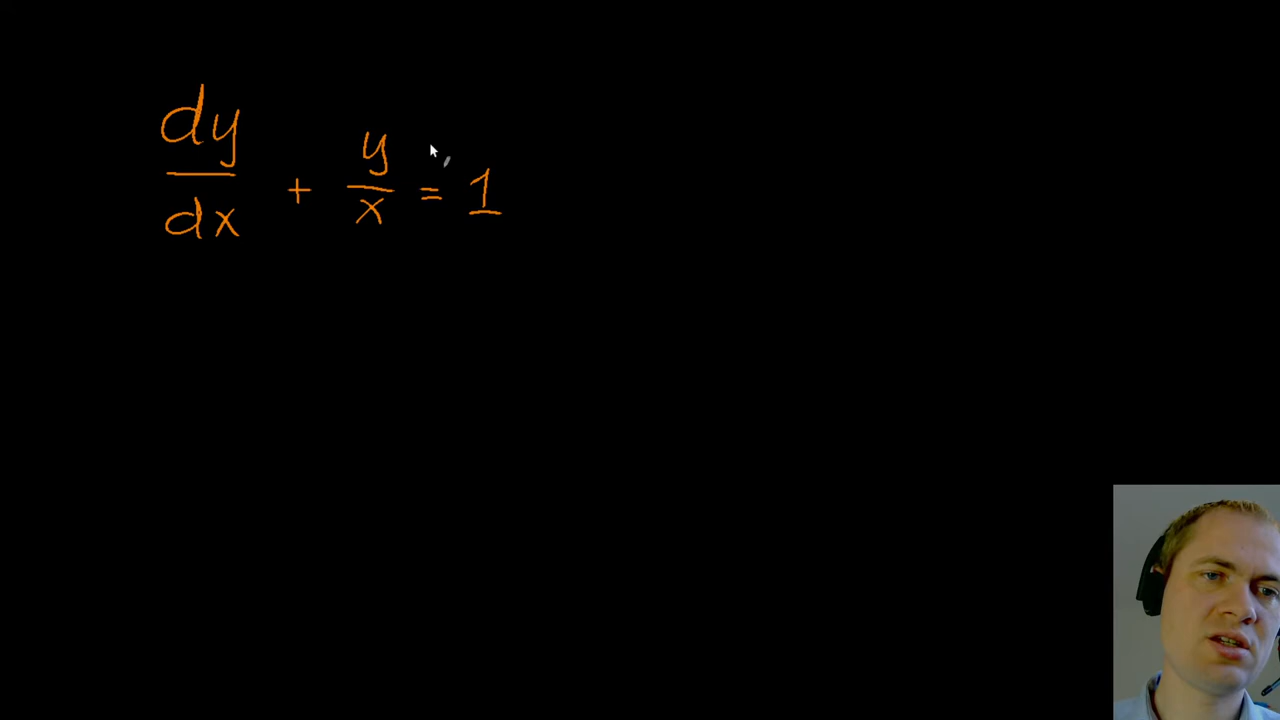 dy/dx + y/x = 1